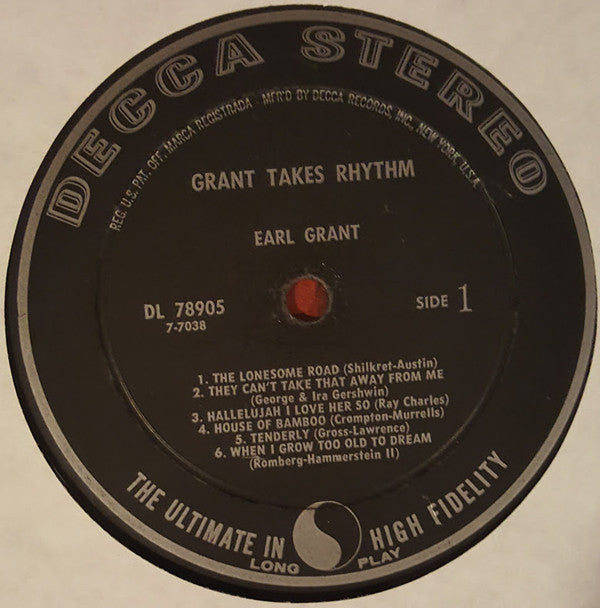 DECCA STEREO
REG. U.S. PAT. OFF. MARCA REGISTRADA - MFR'D BY DECCA RECORDS, INC., NEW YORK, U.S.A.
GRANT TAKES RHYTHM
EARL GRANT
DL 78905
7-7038
SIDE 1
1. THE LONESOME ROAD (Shilkret-Austin)
2. THEY CAN'T TAKE THAT AWAY FROM ME
(George & Ira Gershwin)
3. HALLELUJAH I LOVE HER SO (Ray Charles)
4. HOUSE OF BAMBOO (Crompton-Murrells)
5. TENDERLY (Gross-Lawrence)
6. WHEN I GROW TOO OLD TO DREAM
(Romberg-Hammerstein II)
THE ULTIMATE IN HIGH FIDELITY
LONG PLAY